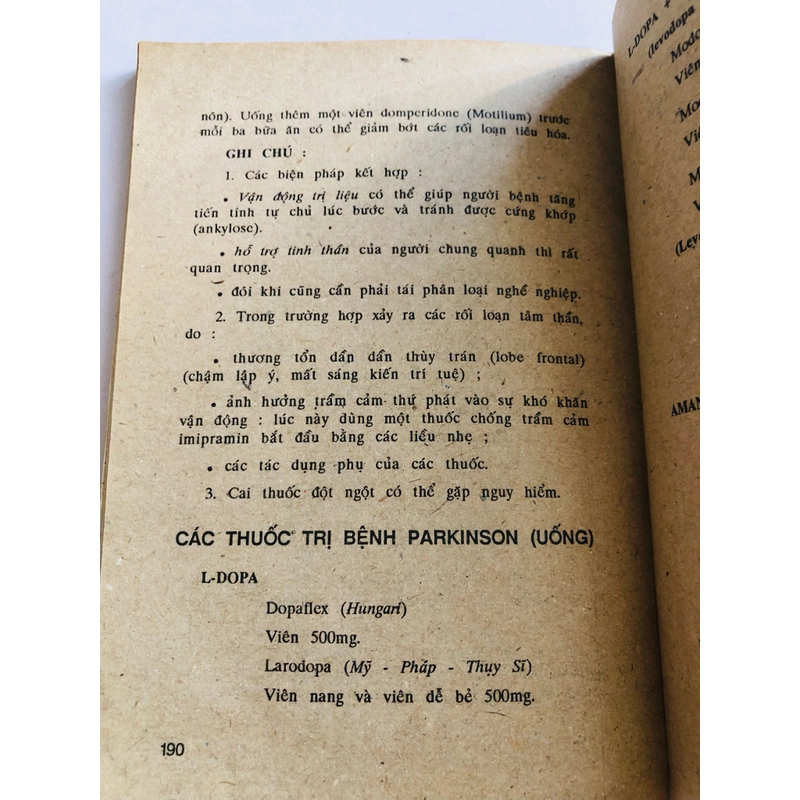 nôn). Uống thêm một viên domperidone (Motilium) trước
mỗi ba bữa ăn có thể giảm bớt các rối loạn tiêu hóa.
GHI CHÚ :
1. Các biện pháp kết hợp :
• Vận động trị liệu có thể giúp người bệnh tăng
tiến tính tự chủ lúc bước và tránh được cứng khớp
(ankylose).
• hỗ trợ tinh thần của người chung quanh thì rất
quan trọng.
• đôi khi cũng cần phải tái phân loại nghề nghiệp.
2. Trong trường hợp xảy ra các rối loạn tâm thần,
do :
• thương tổn dần dần thùy trán (lobe frontal)
(chậm lập ý, mất sáng kiến trí tuệ) ;
• ảnh hưởng trầm cảm thứ phát vào sự khó khăn
vận động : lúc này dùng một thuốc chống trầm cảm
imipramin bắt đầu bằng các liều nhẹ ;
• các tác dụng phụ của các thuốc.
3. Cai thuốc đột ngột có thể gặp nguy hiểm.
CÁC THUỐC TRỊ BỆNH PARKINSON (UỐNG)
L-DOPA
Dopaflex (Hungari)
Viên 500mg.
Larodopa (Mỹ - Pháp - Thụy Sĩ)
Viên nang và viên dễ bẻ 500mg.
190
L-DOPA +
(levodopa
Viên